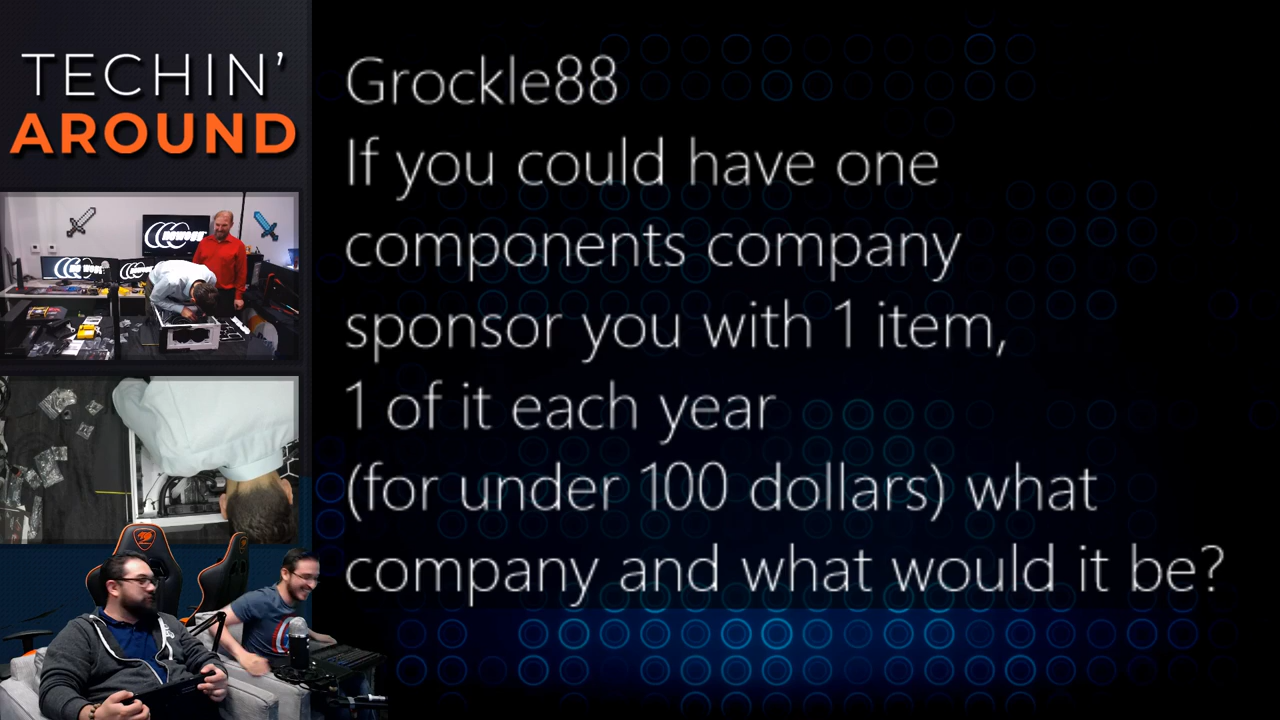 TECHIN'
AROUND
Grockle88
If you could have one
components company
sponsor you with 1 item,
1 of it each year
(for under 100 dollars) what
company and what would it be?